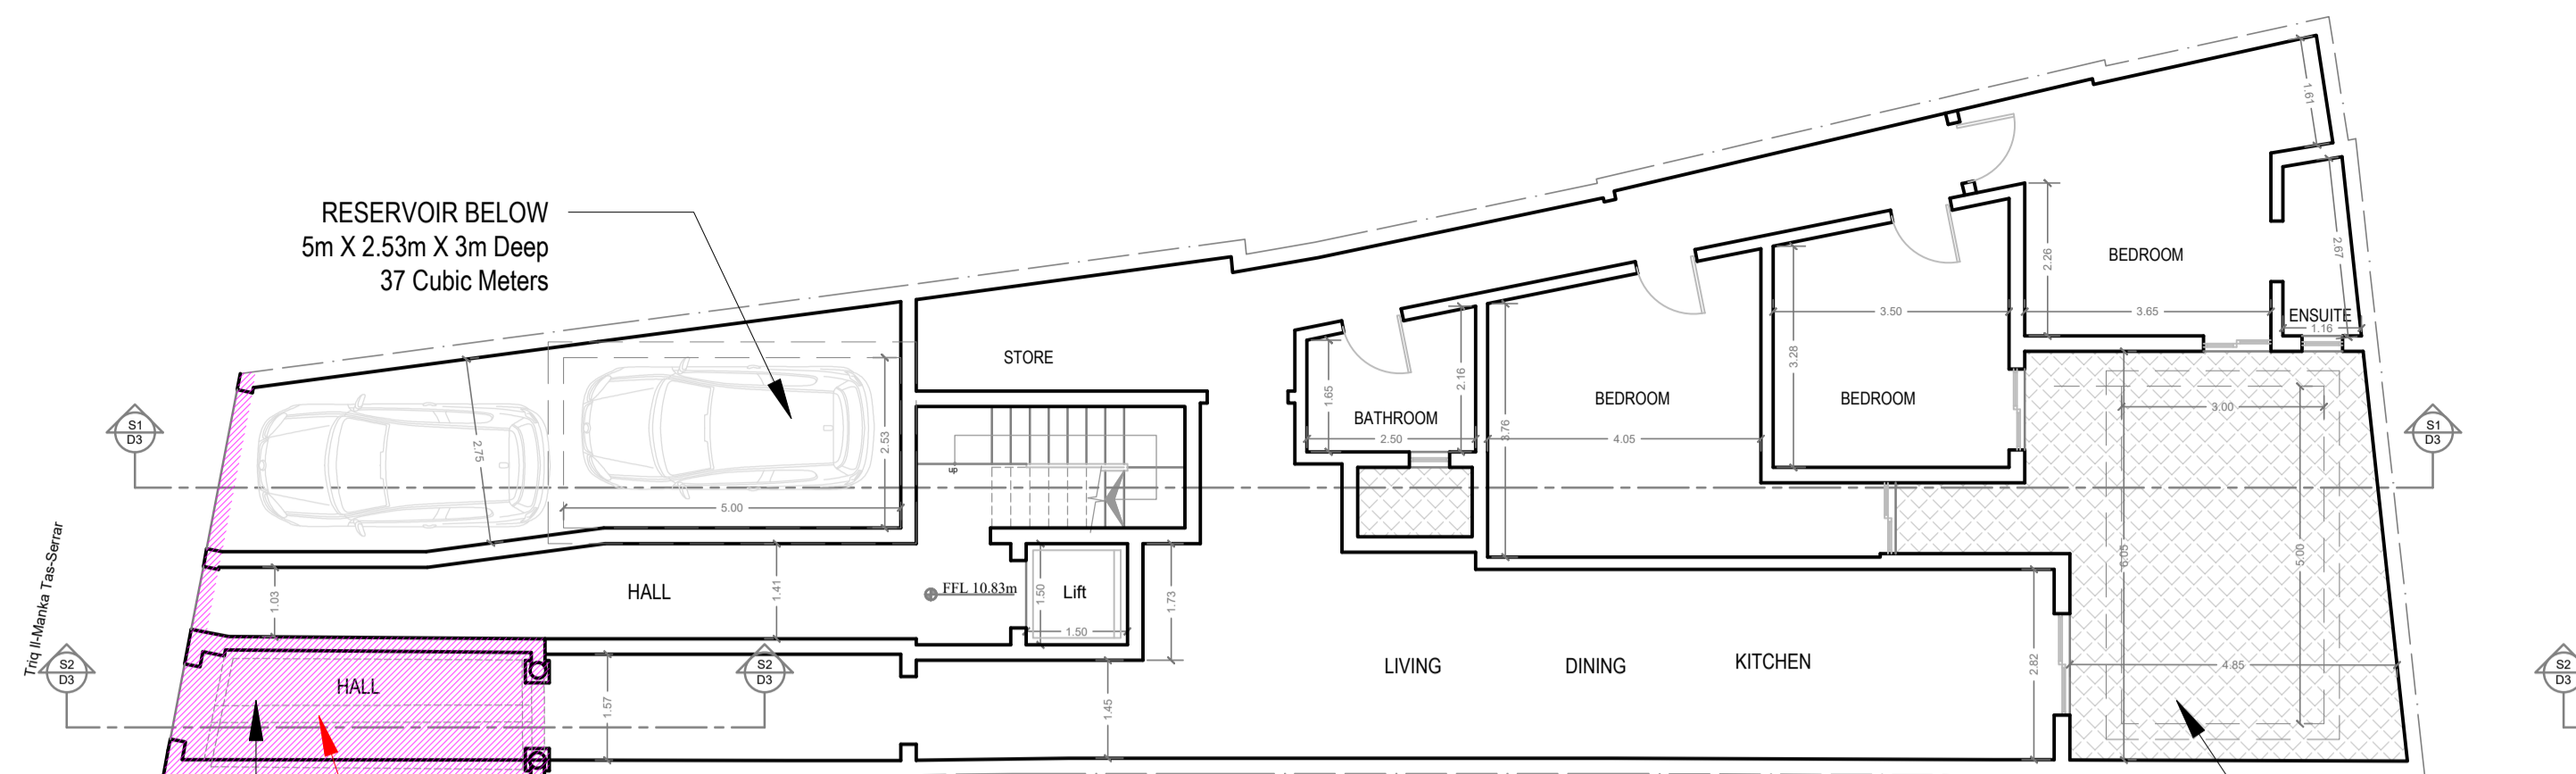 RESERVOIR BELOW
5m X 2.53m X 3m Deep
37 Cubic Meters
1.61
2.67
2.26
BEDROOM
ENSUITE
1.16
3.65
3.50
3.28
BEDROOM
BEDROOM
3.76
4.05
STORE
1.65
2.16
BATHROOM
2.50
S1
D3
2.75
2.53
5.00
up
3.00
S1
D3
6.05
5.00
Triq Il-Manka Tas-Serrar
1.03
HALL
1.41
FFL 10.83m
1.50
Lift
1.50
1.73
S2
D3
HALL
1.57
S2
D3
1.45
LIVING
DINING
KITCHEN
2.82
4.85
S2
D3